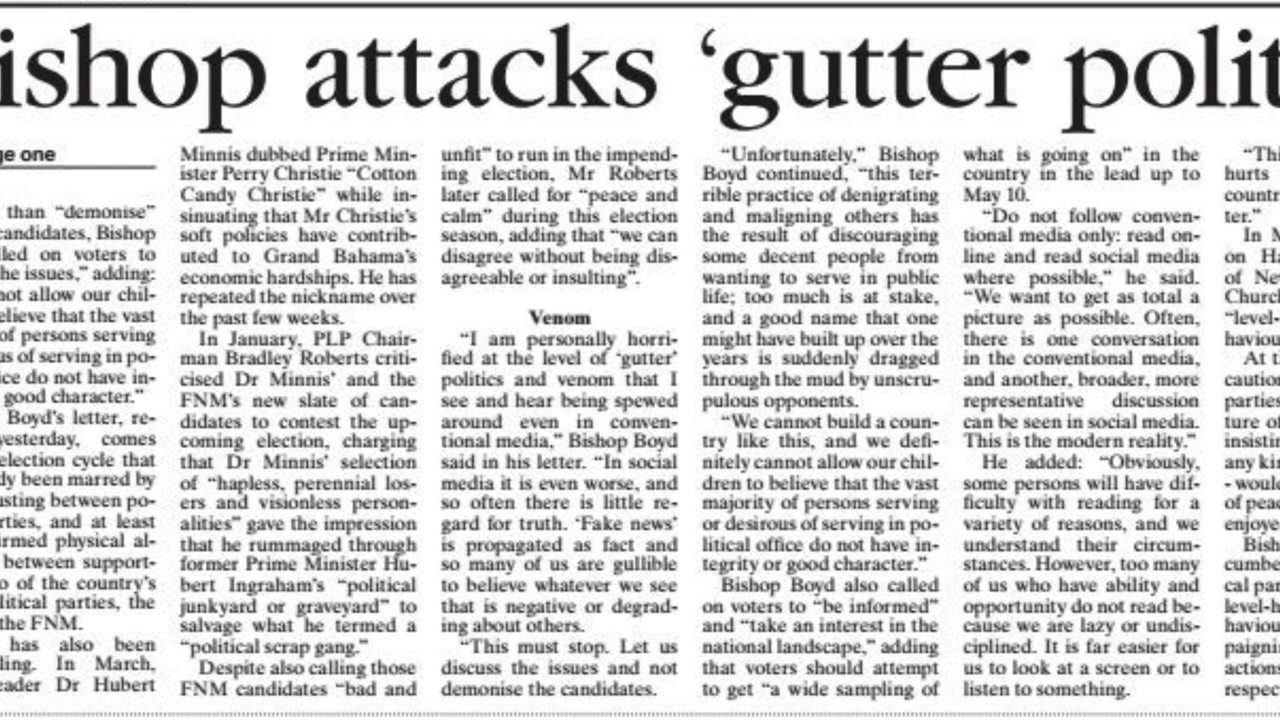 ishop attacks ‘gutter polit
ge one
than “demonise”
candidates, Bishop
lled on voters to
he issues,” adding:
not allow our chil-
elieve that the vast
of persons serving
us of serving in po-
ice do not have in-
good character.”
Boyd’s letter, re-
yesterday, comes
election cycle that
dy been marred by
usting between po-
rties, and at least
irmed physical al-
between support-
o of the country’s
litical parties, the
the FNM.
has also been
ling. In March,
eader Dr Hubert
Minnis dubbed Prime Min-
ister Perry Christie “Cotton
Candy Christie” while in-
sinuating that Mr Christie’s
soft policies have contrib-
uted to Grand Bahama’s
economic hardships. He has
repeated the nickname over
the past few weeks.
In January, PLP Chair-
man Bradley Roberts criti-
cised Dr Minnis’ and the
FNM’s new slate of can-
didates to contest the up-
coming election, charging
that Dr Minnis’ selection
of “hapless, perennial los-
ers and visionless person-
alities” gave the impression
that he rummaged through
former Prime Minister Hu-
bert Ingraham’s “political
junkyard or graveyard” to
salvage what he termed a
“political scrap gang.”
Despite also calling those
FNM candidates “bad and
unfit” to run in the impend-
ing election, Mr Roberts
later called for “peace and
calm” during this election
season, adding that “we can
disagree without being dis-
agreeable or insulting”.
Venom
“I am personally horri-
fied at the level of ‘gutter’
politics and venom that I
see and hear being spewed
around even in conven-
tional media,” Bishop Boyd
said in his letter. “In social
media it is even worse, and
so often there is little re-
gard for truth. ‘Fake news’
is propagated as fact and
so many of us are gullible
to believe whatever we see
that is negative or degrad-
ing about others.
“This must stop. Let us
discuss the issues and not
demonise the candidates.
“Unfortunately,” Bishop
Boyd continued, “this ter-
rible practice of denigrating
and maligning others has
the result of discouraging
some decent people from
wanting to serve in public
life; too much is at stake,
and a good name that one
might have built up over the
years is suddenly dragged
through the mud by unscru-
pulous opponents.
“We cannot build a coun-
try like this, and we defi-
nitely cannot allow our chil-
dren to believe that the vast
majority of persons serving
or desirous of serving in po-
litical office do not have in-
tegrity or good character.”
Bishop Boyd also called
on voters to “be informed”
and “take an interest in the
national landscape,” adding
that voters should attempt
to get “a wide sampling of
what is going on” in the
country in the lead up to
May 10.
“Do not follow conven-
tional media only: read on-
line and read social media
where possible,” he said.
“We want to get as total a
picture as possible. Often,
there is one conversation
in the conventional media,
and another, broader, more
representative discussion
can be seen in social media.
This is the modern reality.”
He added: “Obviously,
some persons will have dif-
ficulty with reading for a
variety of reasons, and we
understand their circum-
stances. However, too many
of us who have ability and
opportunity do not read be-
cause we are lazy or undis-
ciplined. It is far easier for
us to look at a screen or to
listen to something.
“Thi
hurts
countr
ter.”
In M
on Ha
of Ne
Church
“level-
haviou
At t
caution
parties
ture of
insistin
any kin
- would
of peac
enjoye
Bish
cumbe
cal par
level-h
haviou
paignin
actions
respec